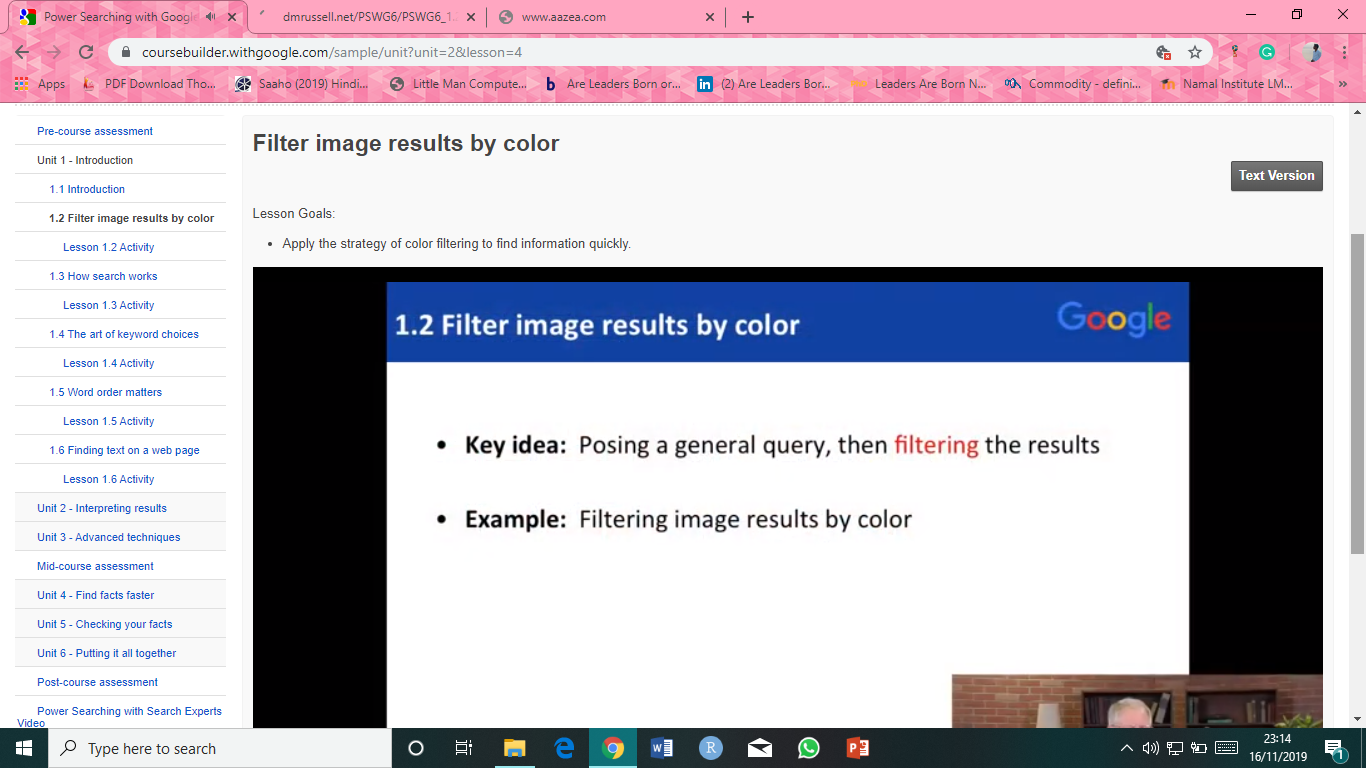 Power Searching with Googl
dmrussell.net/PSWG6/PSWG6_1.
www.aazea.com
coursebuilder.withgoogle.com/sample/unit?unit=2&lesson=4
Apps
PDF Download Tho...
Saaho (2019) Hindi...
Little Man Compute...
Are Leaders Born or...
(2) Are Leaders Bor...
Leaders Are Born N...
Commodity - defini...
Namal Institute LM...
»
Pre-course assessment
Unit 1 - Introduction
1.1 Introduction
1.2 Filter image results by color
Lesson 1.2 Activity
1.3 How search works
Lesson 1.3 Activity
1.4 The art of keyword choices
Lesson 1.4 Activity
1.5 Word order matters
Lesson 1.5 Activity
1.6 Finding text on a web page
Lesson 1.6 Activity
Unit 2 - Interpreting results
Unit 3 - Advanced techniques
Mid-course assessment
Unit 4 - Find facts faster
Unit 5 - Checking your facts
Unit 6 - Putting it all together
Post-course assessment
Power Searching with Search Experts
Video
Filter image results by color
Text Version
Lesson Goals:
• Apply the strategy of color filtering to find information quickly.
1.2 Filter image results by color
Google
• Key idea: Posing a general query, then filtering the results
• Example: Filtering image results by color
Type here to search
23:14
16/11/2019
1